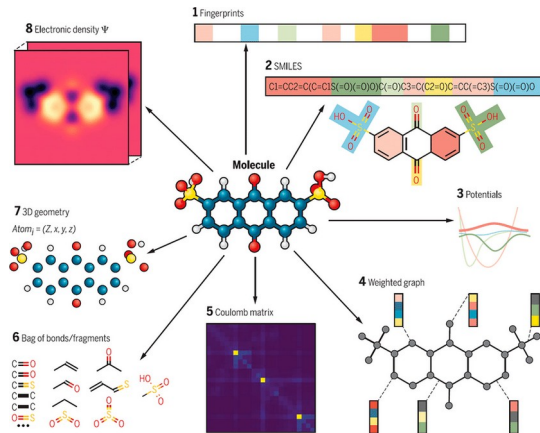 8 Electronic density Ψ
1 Fingerprints
2 SMILES
C1=CC2=C(C=C1S(=O)(=O)O)C(=O)C3=C(C2=O)C=CC(=C3)S(=O)(=O)O
HO
O
O
S
O
O
S
OH
O
O
Molecule
3 Potentials
7 3D geometry
Atomi = (Z, x, y, z)
4 Weighted graph
5 Coulomb matrix
6 Bag of bonds/fragments
C=O
C=O
C=S
C=C
C=C
O=S
•••
O
O
S
HO
O
S
O
O
S
O
O
S
O